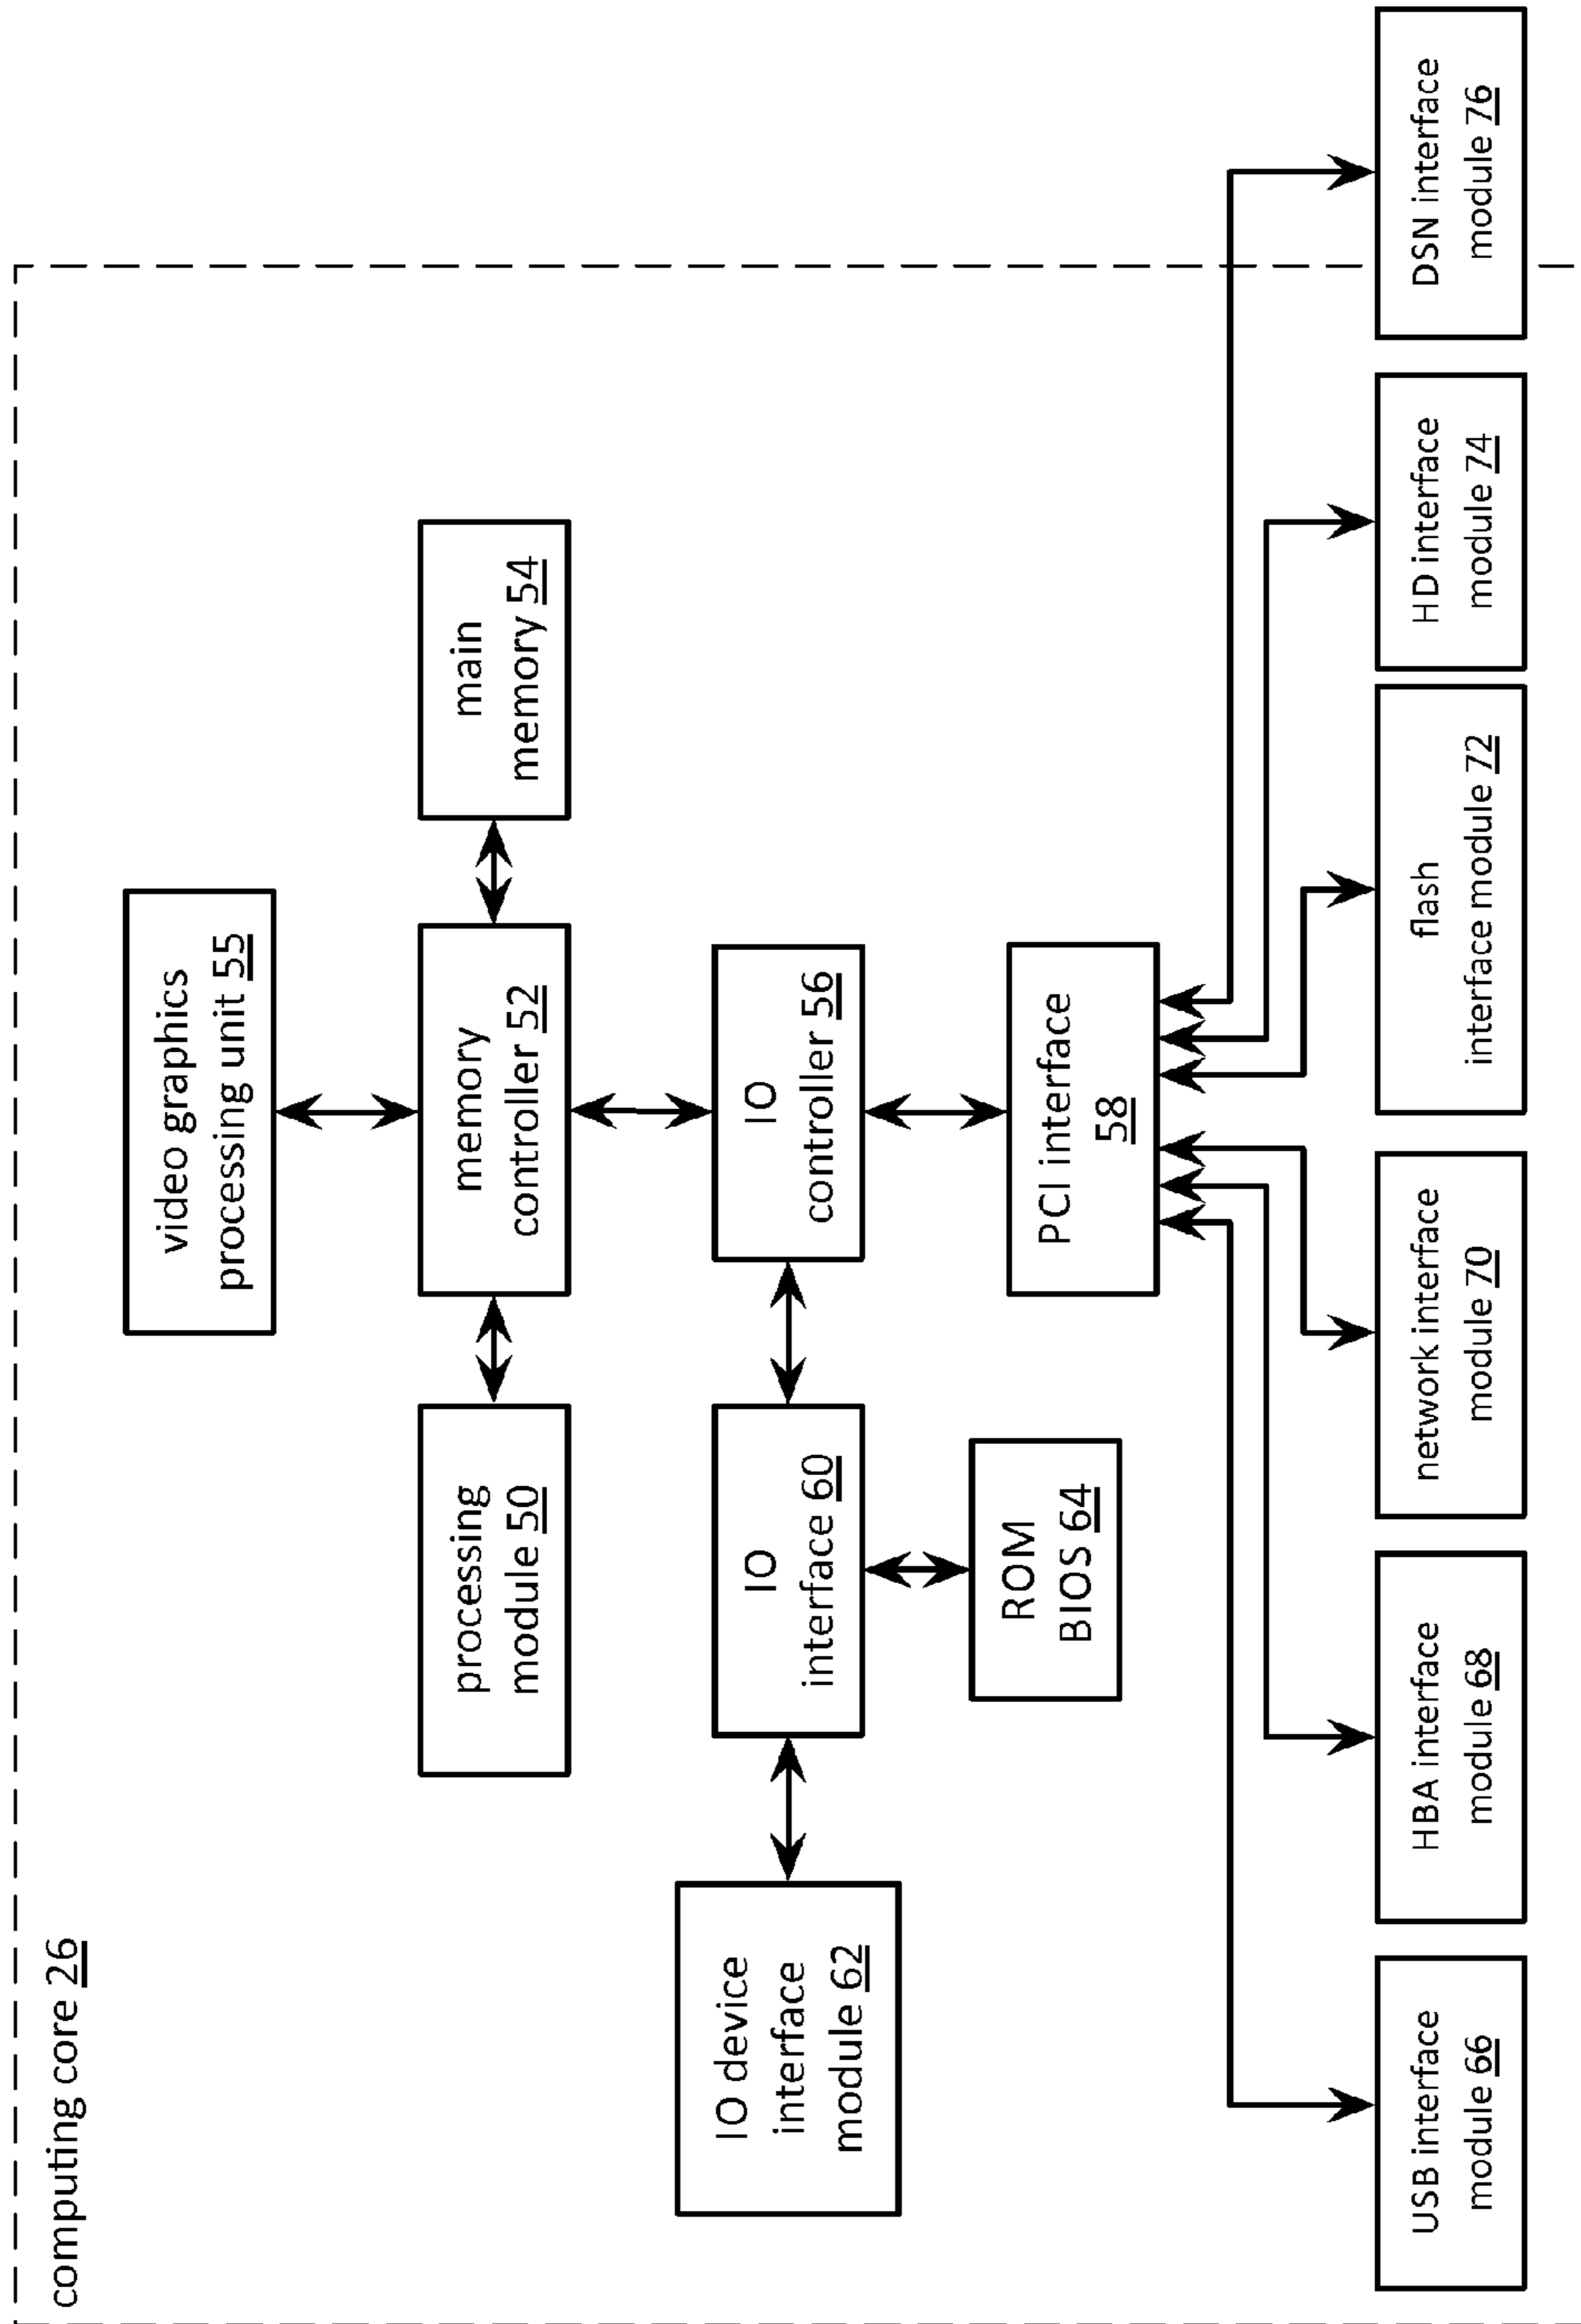 computing core 26
video graphics
processing unit 55
processing
module 50
memory
controller 52
main
memory 54
IO device
interface
module 62
IO
interface 60
IO
controller 56
ROM
BIOS 64
PCI interface
58
USB interface
module 66
HBA interface
module 68
network interface
module 70
flash
interface module 72
HD interface
module 74
DSN interface
module 76